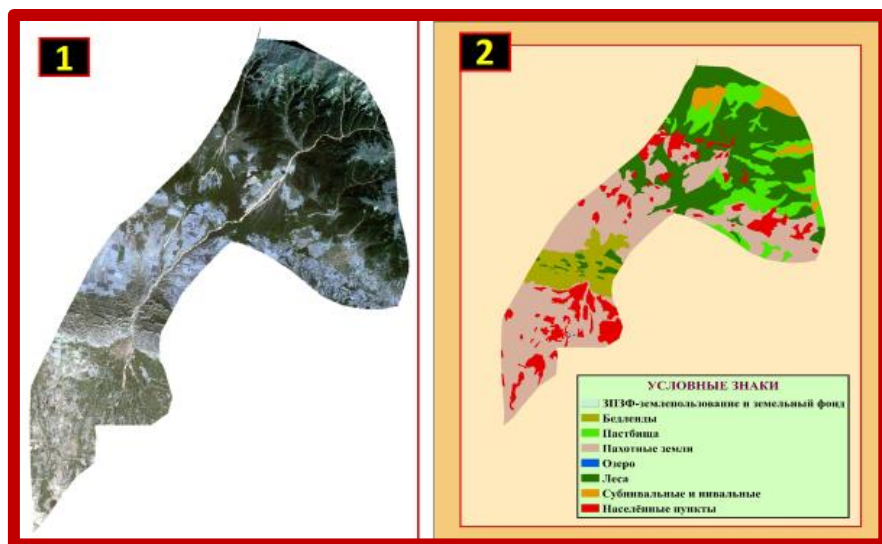 1
2
УСЛОВНЫЕ ЗНАКИ
ЗПЗФ-землепользование и земельный фонд
Бедленды
Пастбища
Пахотные земли
Озеро
Леса
Субнивальные и нивальные
Населённые пункты